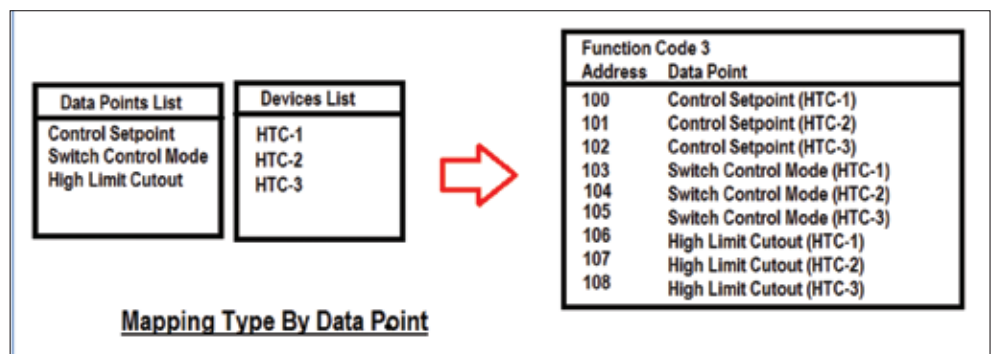 Data Points List
Control Setpoint
Switch Control Mode
High Limit Cutout
Devices List
HTC-1
HTC-2
HTC-3
Function Code 3
Address Data Point
100 Control Setpoint (HTC-1)
101 Control Setpoint (HTC-2)
102 Control Setpoint (HTC-3)
103 Switch Control Mode (HTC-1)
104 Switch Control Mode (HTC-2)
105 Switch Control Mode (HTC-3)
106 High Limit Cutout (HTC-1)
107 High Limit Cutout (HTC-2)
108 High Limit Cutout (HTC-3)
Mapping Type By Data Point